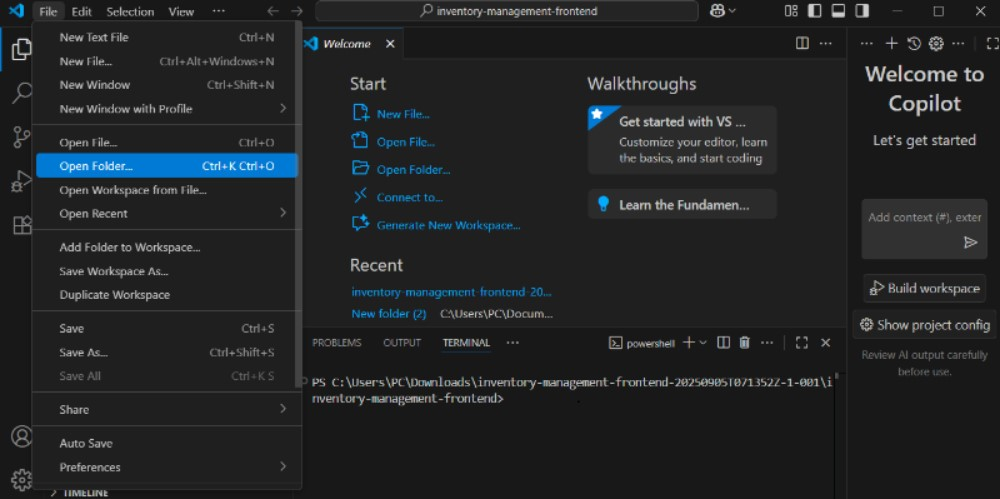 File Edit Selection View ··· inventory-management-frontend
New Text File Ctrl+N
New File... Ctrl+Alt+Windows+N
New Window Ctrl+Shift+N
New Window with Profile
Open File... Ctrl+O
Open Folder... Ctrl+K Ctrl+O
Open Workspace from File...
Open Recent
Add Folder to Workspace...
Save Workspace As...
Duplicate Workspace
Save Ctrl+S
Save As... Ctrl+Shift+S
Save All Ctrl+K S
Share
Auto Save
Preferences
TIMELINE
Welcome
Start
New File...
Open File...
Open Folder...
Connect to...
Generate New Workspace...
Recent
inventory-management-frontend-20...
New folder (2) C:\Users\PC\Docum...
Walkthroughs
Get started with VS ...
Customize your editor, learn
the basics, and start coding
Learn the Fundamen...
PROBLEMS OUTPUT TERMINAL ··· powershell
PS C:\Users\PC\Downloads\inventory-management-frontend-20250905T071352Z-1-001\i
nventory-management-frontend>
Welcome to
Copilot
Let's get started
Add context (#), exter
Build workspace
Show project config
Review AI output carefully
before use.